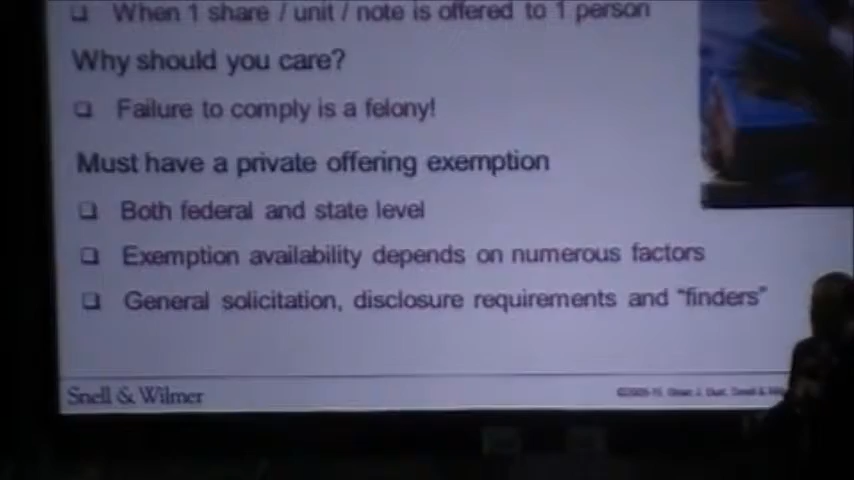 ❑ When 1 share / unit / note is offered to 1 person
Why should you care?
❑ Failure to comply is a felony!
Must have a private offering exemption
❑ Both federal and state level
❑ Exemption availability depends on numerous factors
❑ General solicitation, disclosure requirements and "finders"
Snell & Wilmer